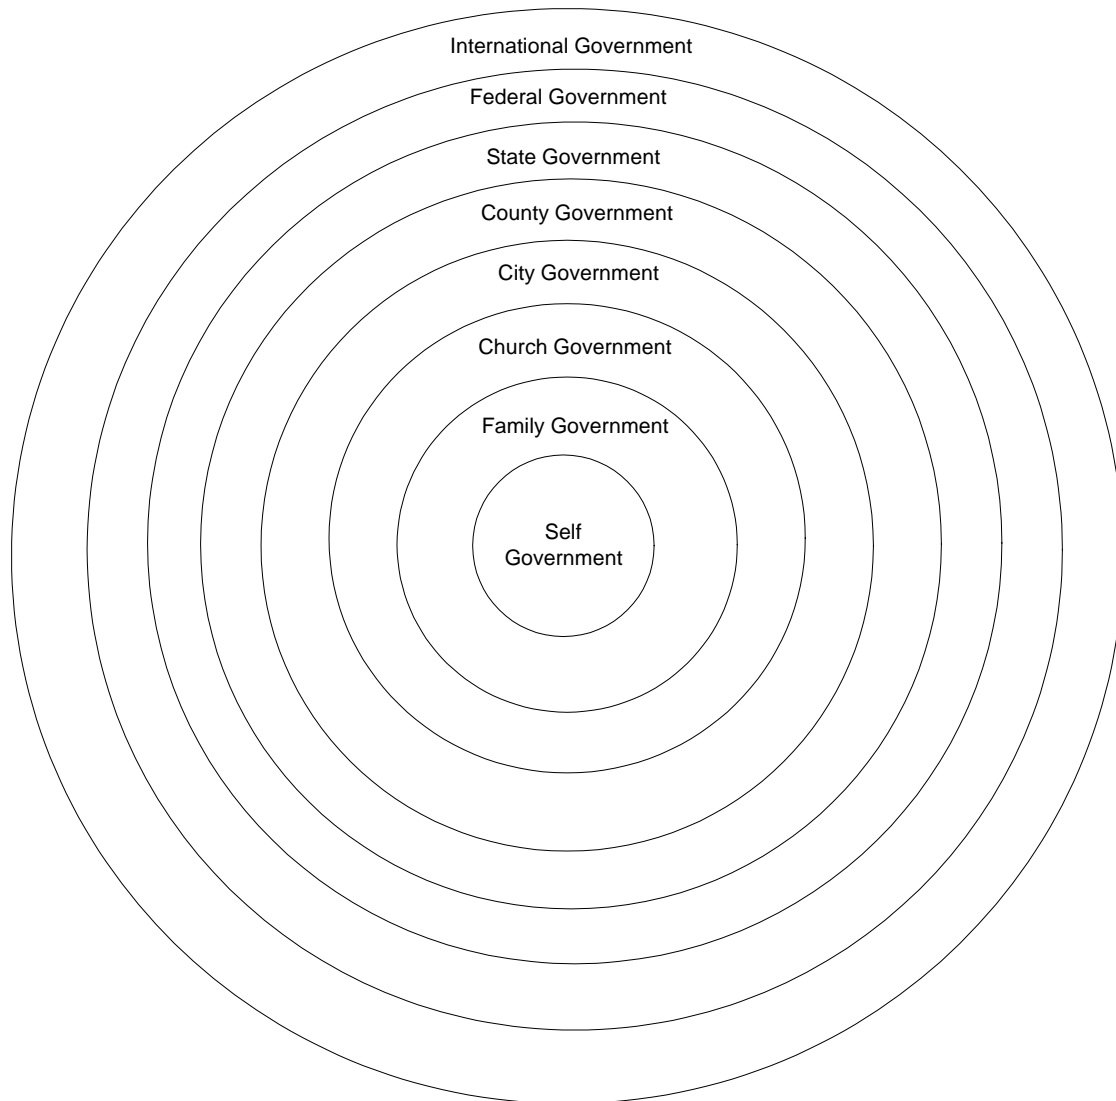 International Government
Federal Government
State Government
County Government
City Government
Church Government
Family Government
Self
Government